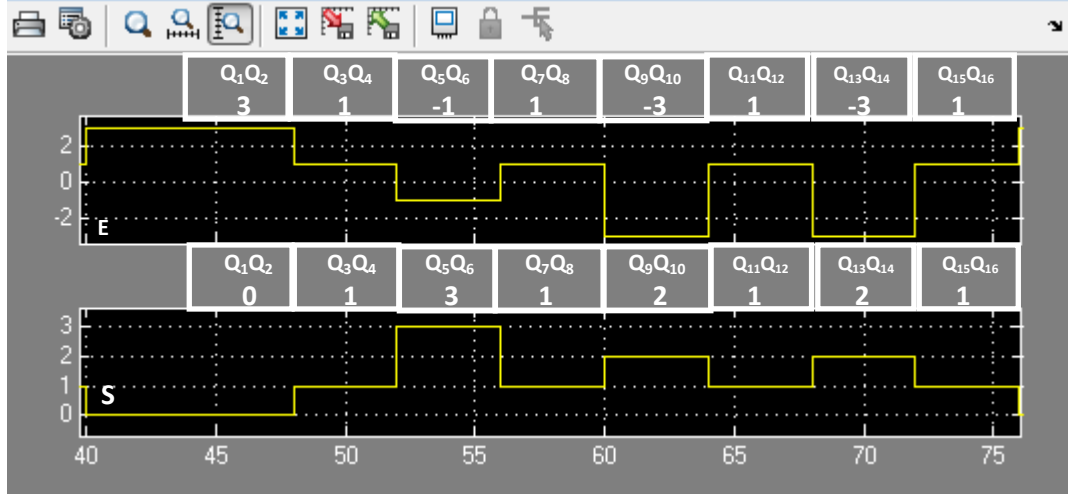 Q₁Q₂ Q₃Q₄ Q₅Q₆ Q₇Q₈ Q₉Q₁₀ Q₁₁Q₁₂ Q₁₃Q₁₄ Q₁₅Q₁₆
3 1 -1 1 -3 1 -3 1
2
0
-2
E
Q₁Q₂ Q₃Q₄ Q₅Q₆ Q₇Q₈ Q₉Q₁₀ Q₁₁Q₁₂ Q₁₃Q₁₄ Q₁₅Q₁₆
0 1 3 1 2 1 2 1
3
2
1
0
S
40 45 50 55 60 65 70 75